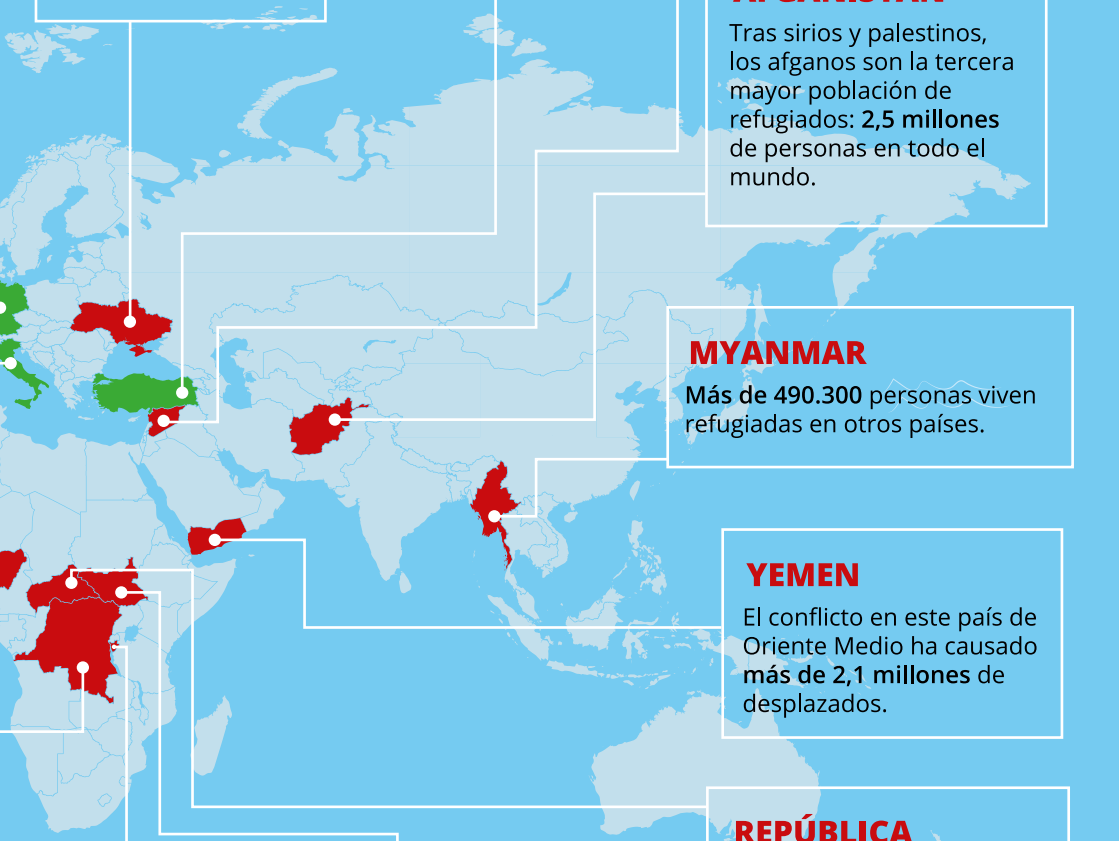 AFGANISTÁN
Tras sirios y palestinos,
los afganos son la tercera
mayor población de
refugiados: 2,5 millones
de personas en todo el
mundo.
MYANMAR
Más de 490.300 personas viven
refugiadas en otros países.
YEMEN
El conflicto en este país de
Oriente Medio ha causado
más de 2,1 millones de
desplazados.
REPÚBLICA